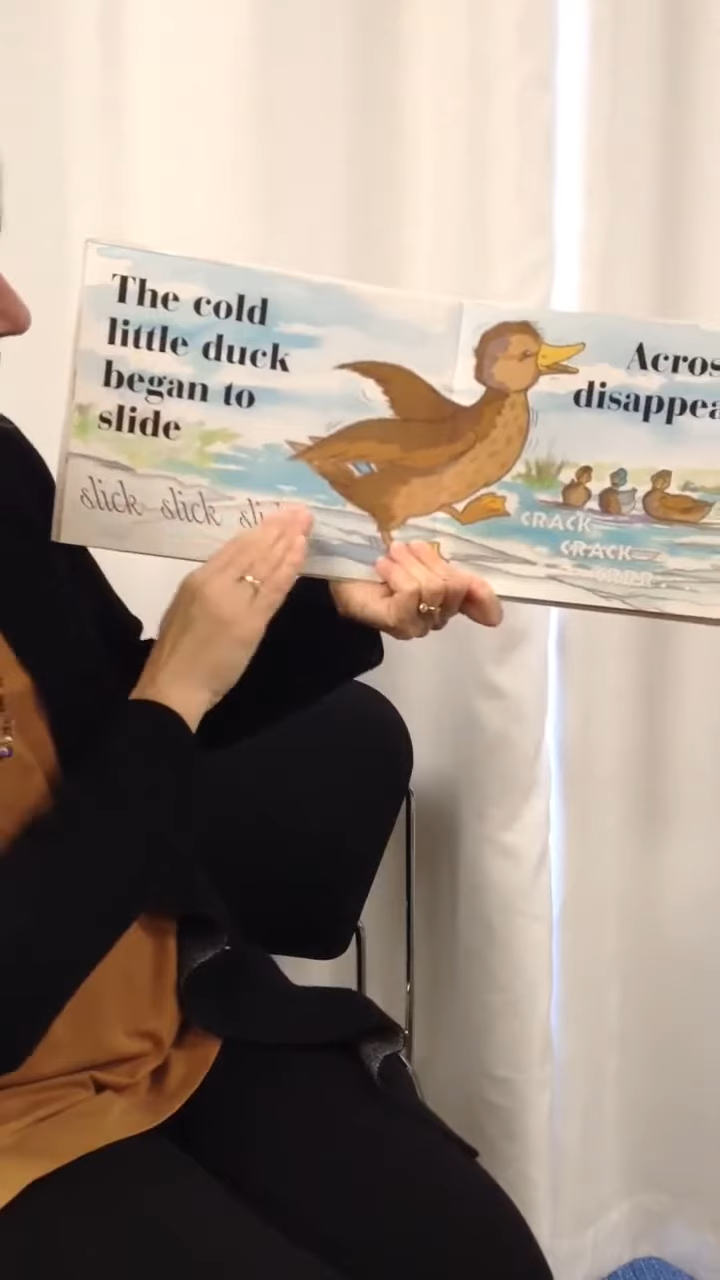 The cold
little duck
began to
slide
slick slick
Acros
disappea
CRACK
CRACK